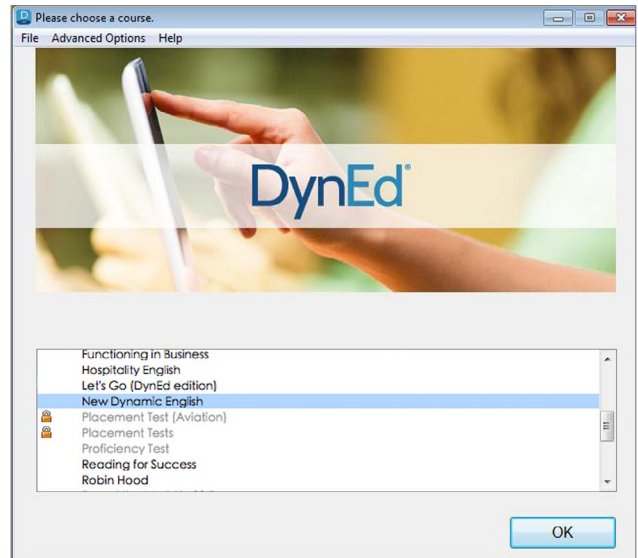 Please choose a course.
File Advanced Options Help
DynEd®
Functioning in Business
Hospitality English
Let's Go (DynEd edition)
New Dynamic English
Placement Test (Aviation)
Placement Tests
Proficiency Test
Reading for Success
Robin Hood
OK